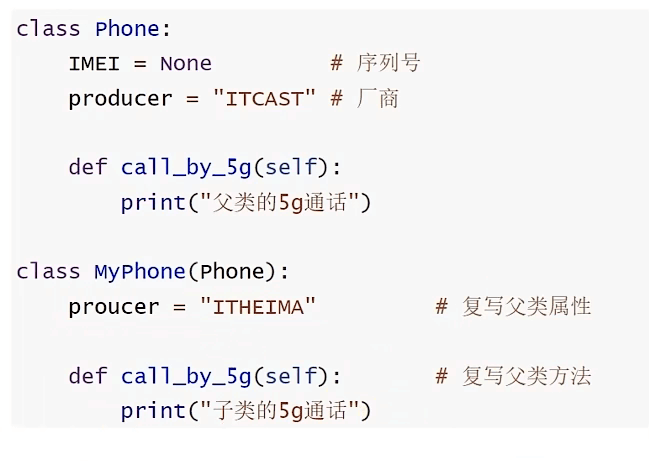 class Phone:
    IMEI = None         # 序列号
    producer = "ITCAST" # 厂商
    def call_by_5g(self):
        print("父类的5g通话")
class MyPhone(Phone):
    proucer = "ITHEIMA"         # 复写父类属性
    def call_by_5g(self):       # 复写父类方法
        print("子类的5g通话")